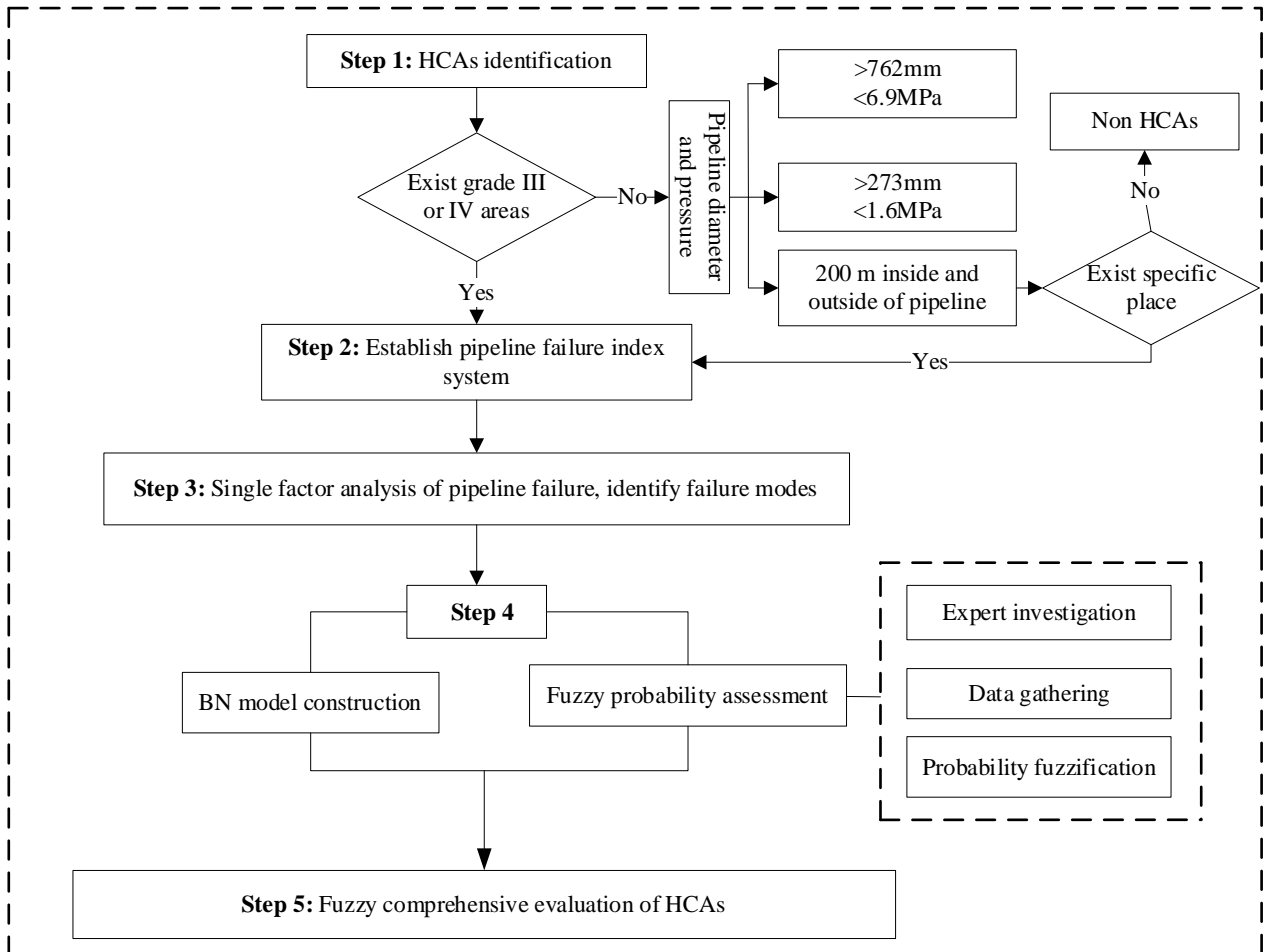 Step 1: HCAs identification
>762mm
<6.9MPa
Non HCAs
Pipeline diameter
and pressure
Exist grade III
or IV areas
No
>273mm
<1.6MPa
No
200 m inside and
outside of pipeline
Exist specific
place
Yes
Step 2: Establish pipeline failure index
system
Yes
Step 3: Single factor analysis of pipeline failure, identify failure modes
Step 4
BN model construction
Fuzzy probability assessment
Expert investigation
Data gathering
Probability fuzzification
Step 5: Fuzzy comprehensive evaluation of HCAs